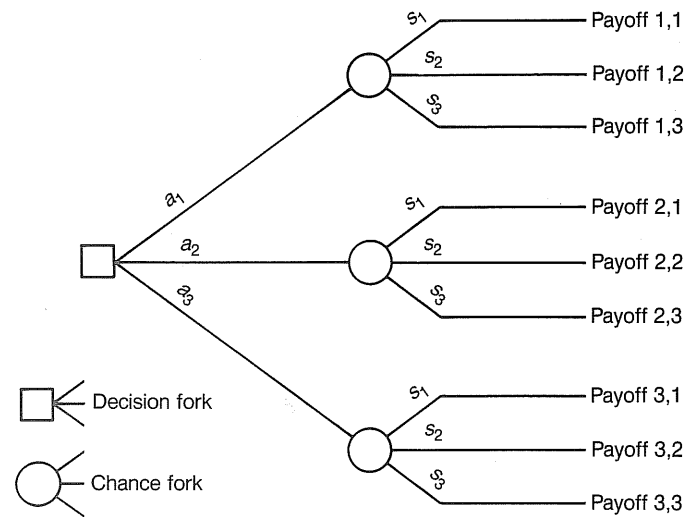 s1
Payoff 1,1
s2
Payoff 1,2
s3
Payoff 1,3
a1
s1
Payoff 2,1
a2
s2
Payoff 2,2
a3
s3
Payoff 2,3
Decision fork
s1
Payoff 3,1
s2
Payoff 3,2
Chance fork
s3
Payoff 3,3